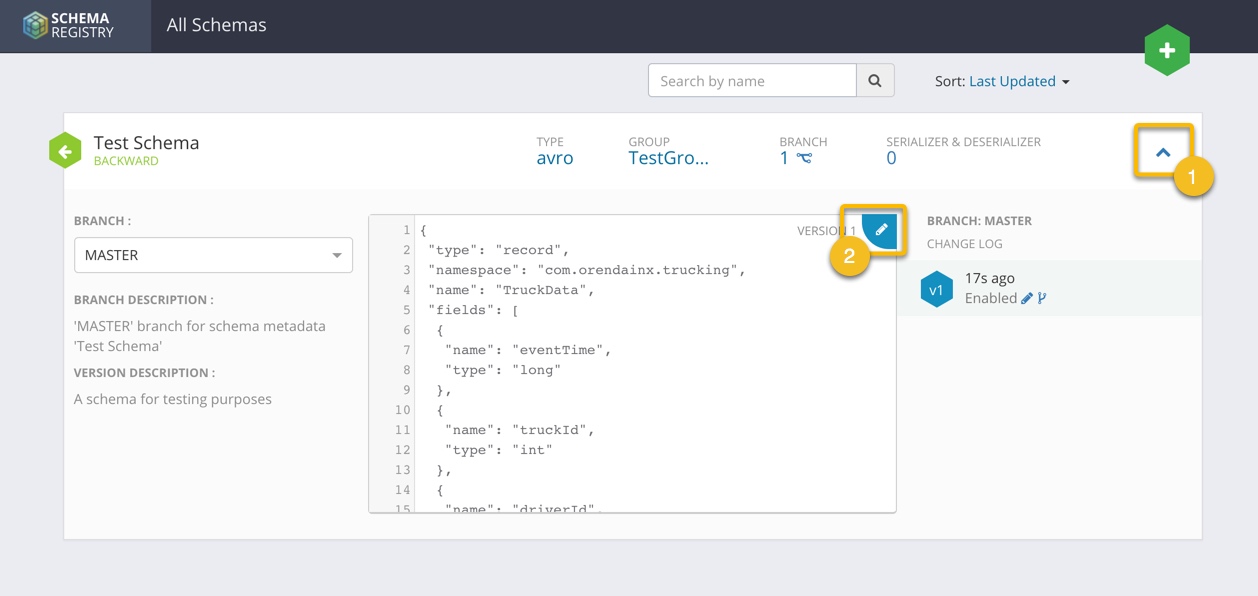 SCHEMA
REGISTRY
All Schemas
Search by name
Sort: Last Updated
Test Schema
BACKWARD
TYPE
avro
GROUP
TestGro...
BRANCH
1
SERIALIZER & DESERIALIZER
0
1
BRANCH :
MASTER
BRANCH DESCRIPTION :
'MASTER' branch for schema metadata
'Test Schema'
VERSION DESCRIPTION :
A schema for testing purposes
VERSION 1
2
1 {
2 "type": "record",
3 "namespace": "com.orendainx.trucking",
4 "name": "TruckData",
5 "fields": [
6 {
7 "name": "eventTime",
8 "type": "long"
9 },
10 {
11 "name": "truckId",
12 "type": "int"
13 },
14 {
15 "name": "driverId",
BRANCH: MASTER
CHANGE LOG
v1
17s ago
Enabled